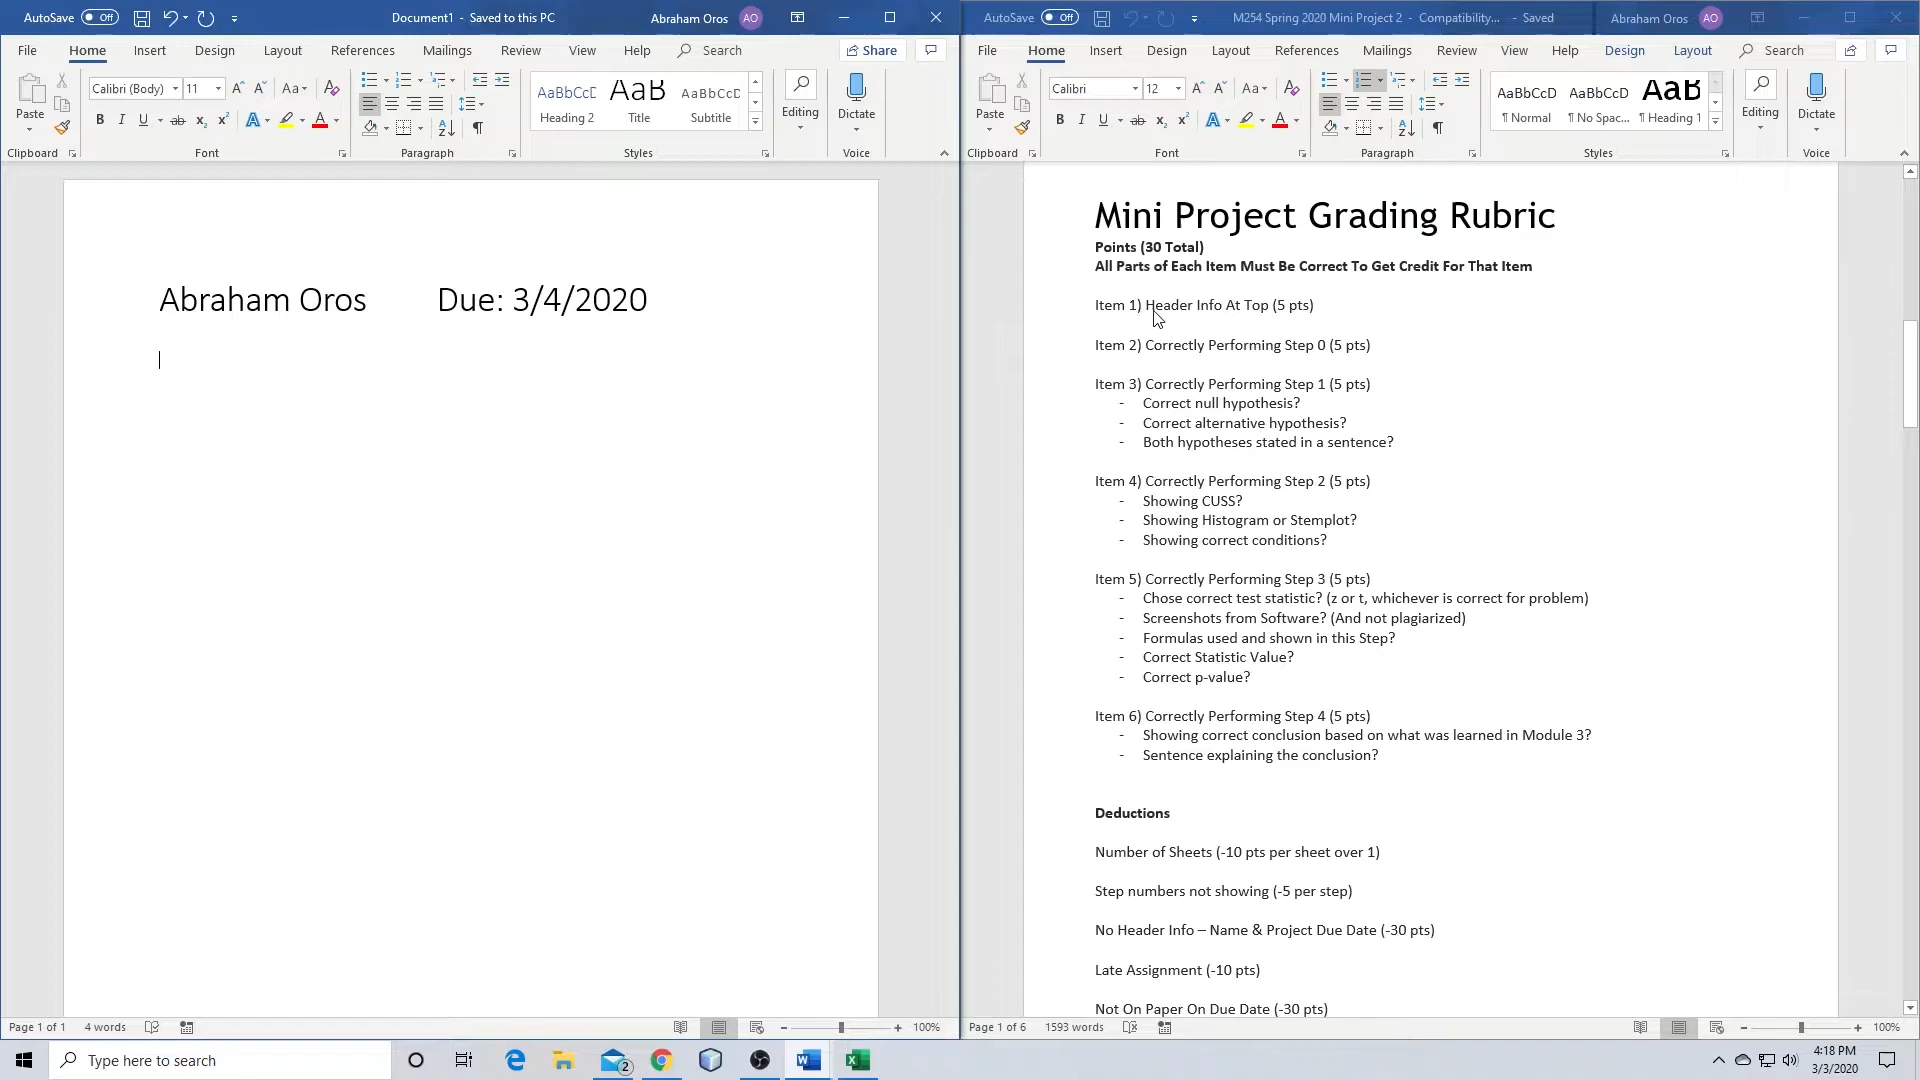 AutoSave Off Document1 - Saved to this PC Abraham Oros AO
File Home Insert Design Layout References Mailings Review View Help Search Share
Paste Calibri (Body) 11 Aa AaBbCcD AaB AaBbCcD Editing Dictate
B I U ab x₂ x² A A Heading 2 Title Subtitle
Clipboard Font Paragraph Styles Voice
Abraham Oros Due: 3/4/2020
Page 1 of 1 4 words 100%
AutoSave Off M254 Spring 2020 Mini Project 2 - Compatibility... - Saved Abraham Oros AO
File Home Insert Design Layout References Mailings Review View Help Design Layout Search
Paste Calibri 12 Aa AaBbCcD AaBbCcD AaB Editing Dictate
B I U ab x₂ x² A A ¶ Normal ¶ No Spac... ¶ Heading 1
Clipboard Font Paragraph Styles Voice
Mini Project Grading Rubric
Points (30 Total)
All Parts of Each Item Must Be Correct To Get Credit For That Item
Item 1) Header Info At Top (5 pts)
Item 2) Correctly Performing Step 0 (5 pts)
Item 3) Correctly Performing Step 1 (5 pts)
- Correct null hypothesis?
- Correct alternative hypothesis?
- Both hypotheses stated in a sentence?
Item 4) Correctly Performing Step 2 (5 pts)
- Showing CUSS?
- Showing Histogram or Stemplot?
- Showing correct conditions?
Item 5) Correctly Performing Step 3 (5 pts)
- Chose correct test statistic? (z or t, whichever is correct for problem)
- Screenshots from Software? (And not plagiarized)
- Formulas used and shown in this Step?
- Correct Statistic Value?
- Correct p-value?
Item 6) Correctly Performing Step 4 (5 pts)
- Showing correct conclusion based on what was learned in Module 3?
- Sentence explaining the conclusion?
Deductions
Number of Sheets (-10 pts per sheet over 1)
Step numbers not showing (-5 per step)
No Header Info – Name & Project Due Date (-30 pts)
Late Assignment (-10 pts)
Not On Paper On Due Date (-30 pts)
Page 1 of 6 1593 words 100%
Type here to search 2 4:18 PM
3/3/2020